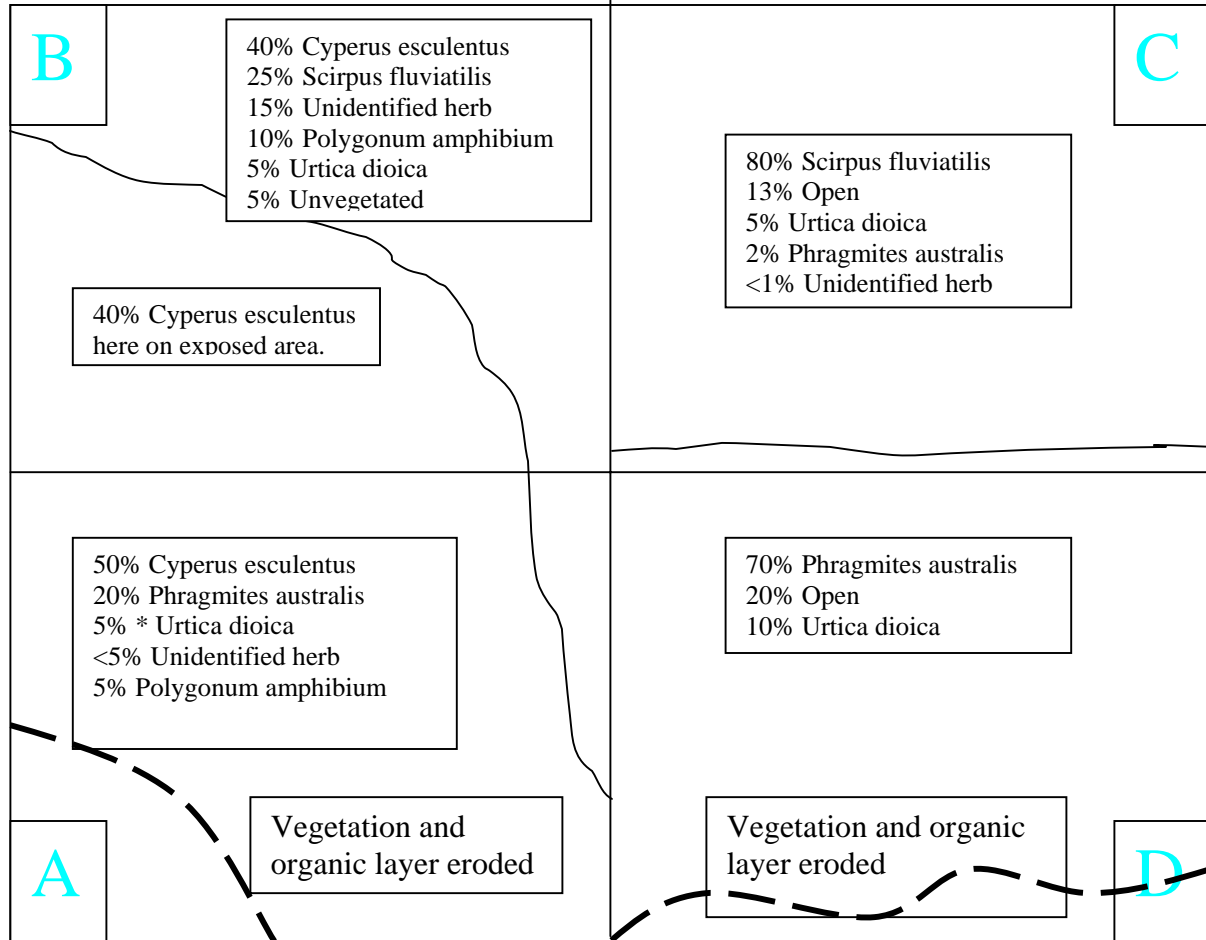 B
40% Cyperus esculentus
25% Scirpus fluviatilis
15% Unidentified herb
10% Polygonum amphibium
5% Urtica dioica
5% Unvegetated
40% Cyperus esculentus
here on exposed area.
C
80% Scirpus fluviatilis
13% Open
5% Urtica dioica
2% Phragmites australis
<1% Unidentified herb
50% Cyperus esculentus
20% Phragmites australis
5% * Urtica dioica
<5% Unidentified herb
5% Polygonum amphibium
Vegetation and
organic layer eroded
A
70% Phragmites australis
20% Open
10% Urtica dioica
Vegetation and organic
layer eroded
D